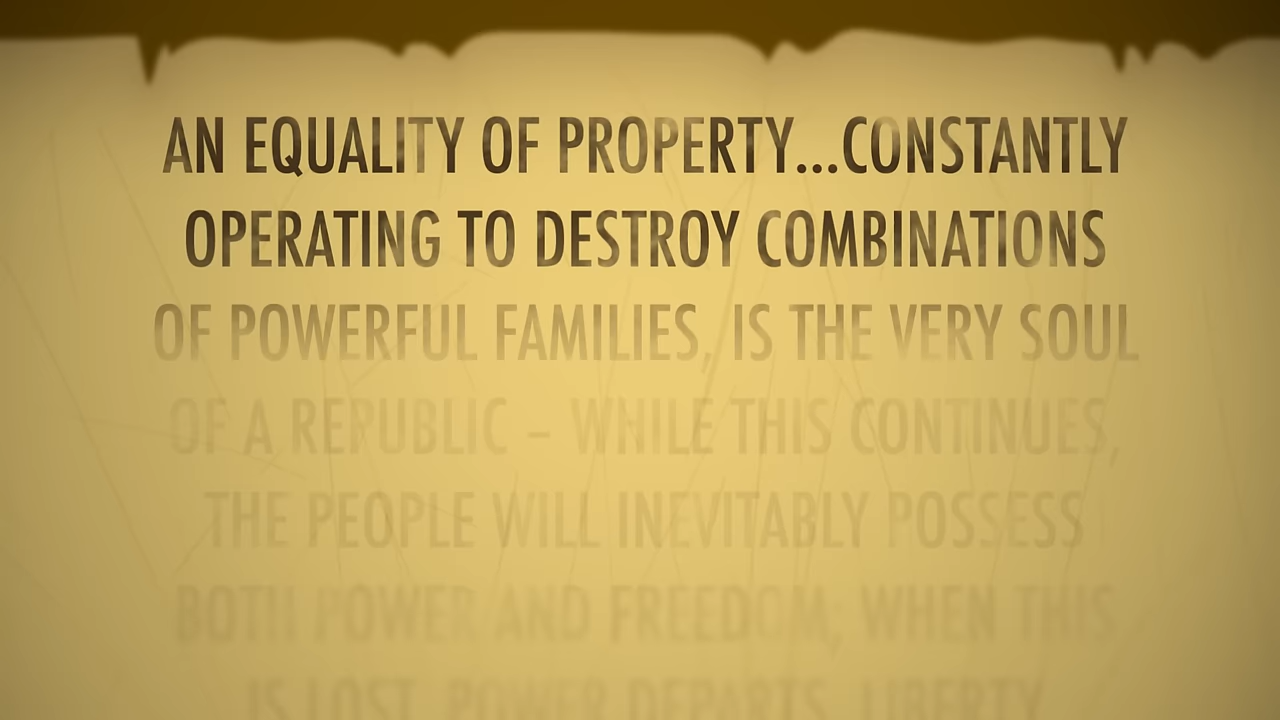 AN EQUALITY OF PROPERTY...CONSTANTLY
OPERATING TO DESTROY COMBINATIONS
OF POWERFUL FAMILIES, IS THE VERY SOUL
OF A REPUBLIC – WHILE THIS CONTINUES,
THE PEOPLE WILL INEVITABLY POSSESS
BOTH POWER AND FREEDOM; WHEN THIS
IS LOST, POWER DEPARTS, LIBERTY